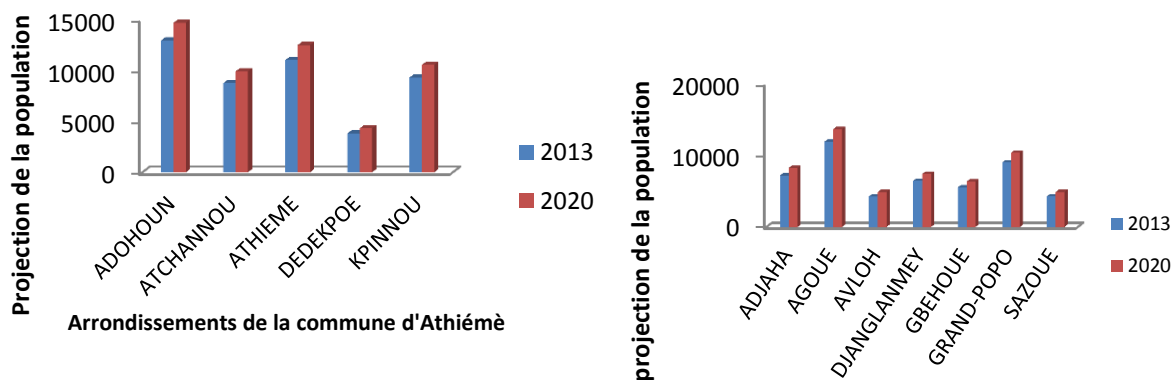 Projection de la population
15000
10000
5000
0
ADOHOUN
ATCHANNOU
ATHIEME
DEDEKPOE
KPINNOU
2013
2020
Arrondissements de la commune d'Athiémè
projection de la population
20000
10000
0
ADJAHA
AGOUE
AVLOH
DJANGLANMEY
GBEHOUE
GRAND-POPO
SAZOUE
2013
2020